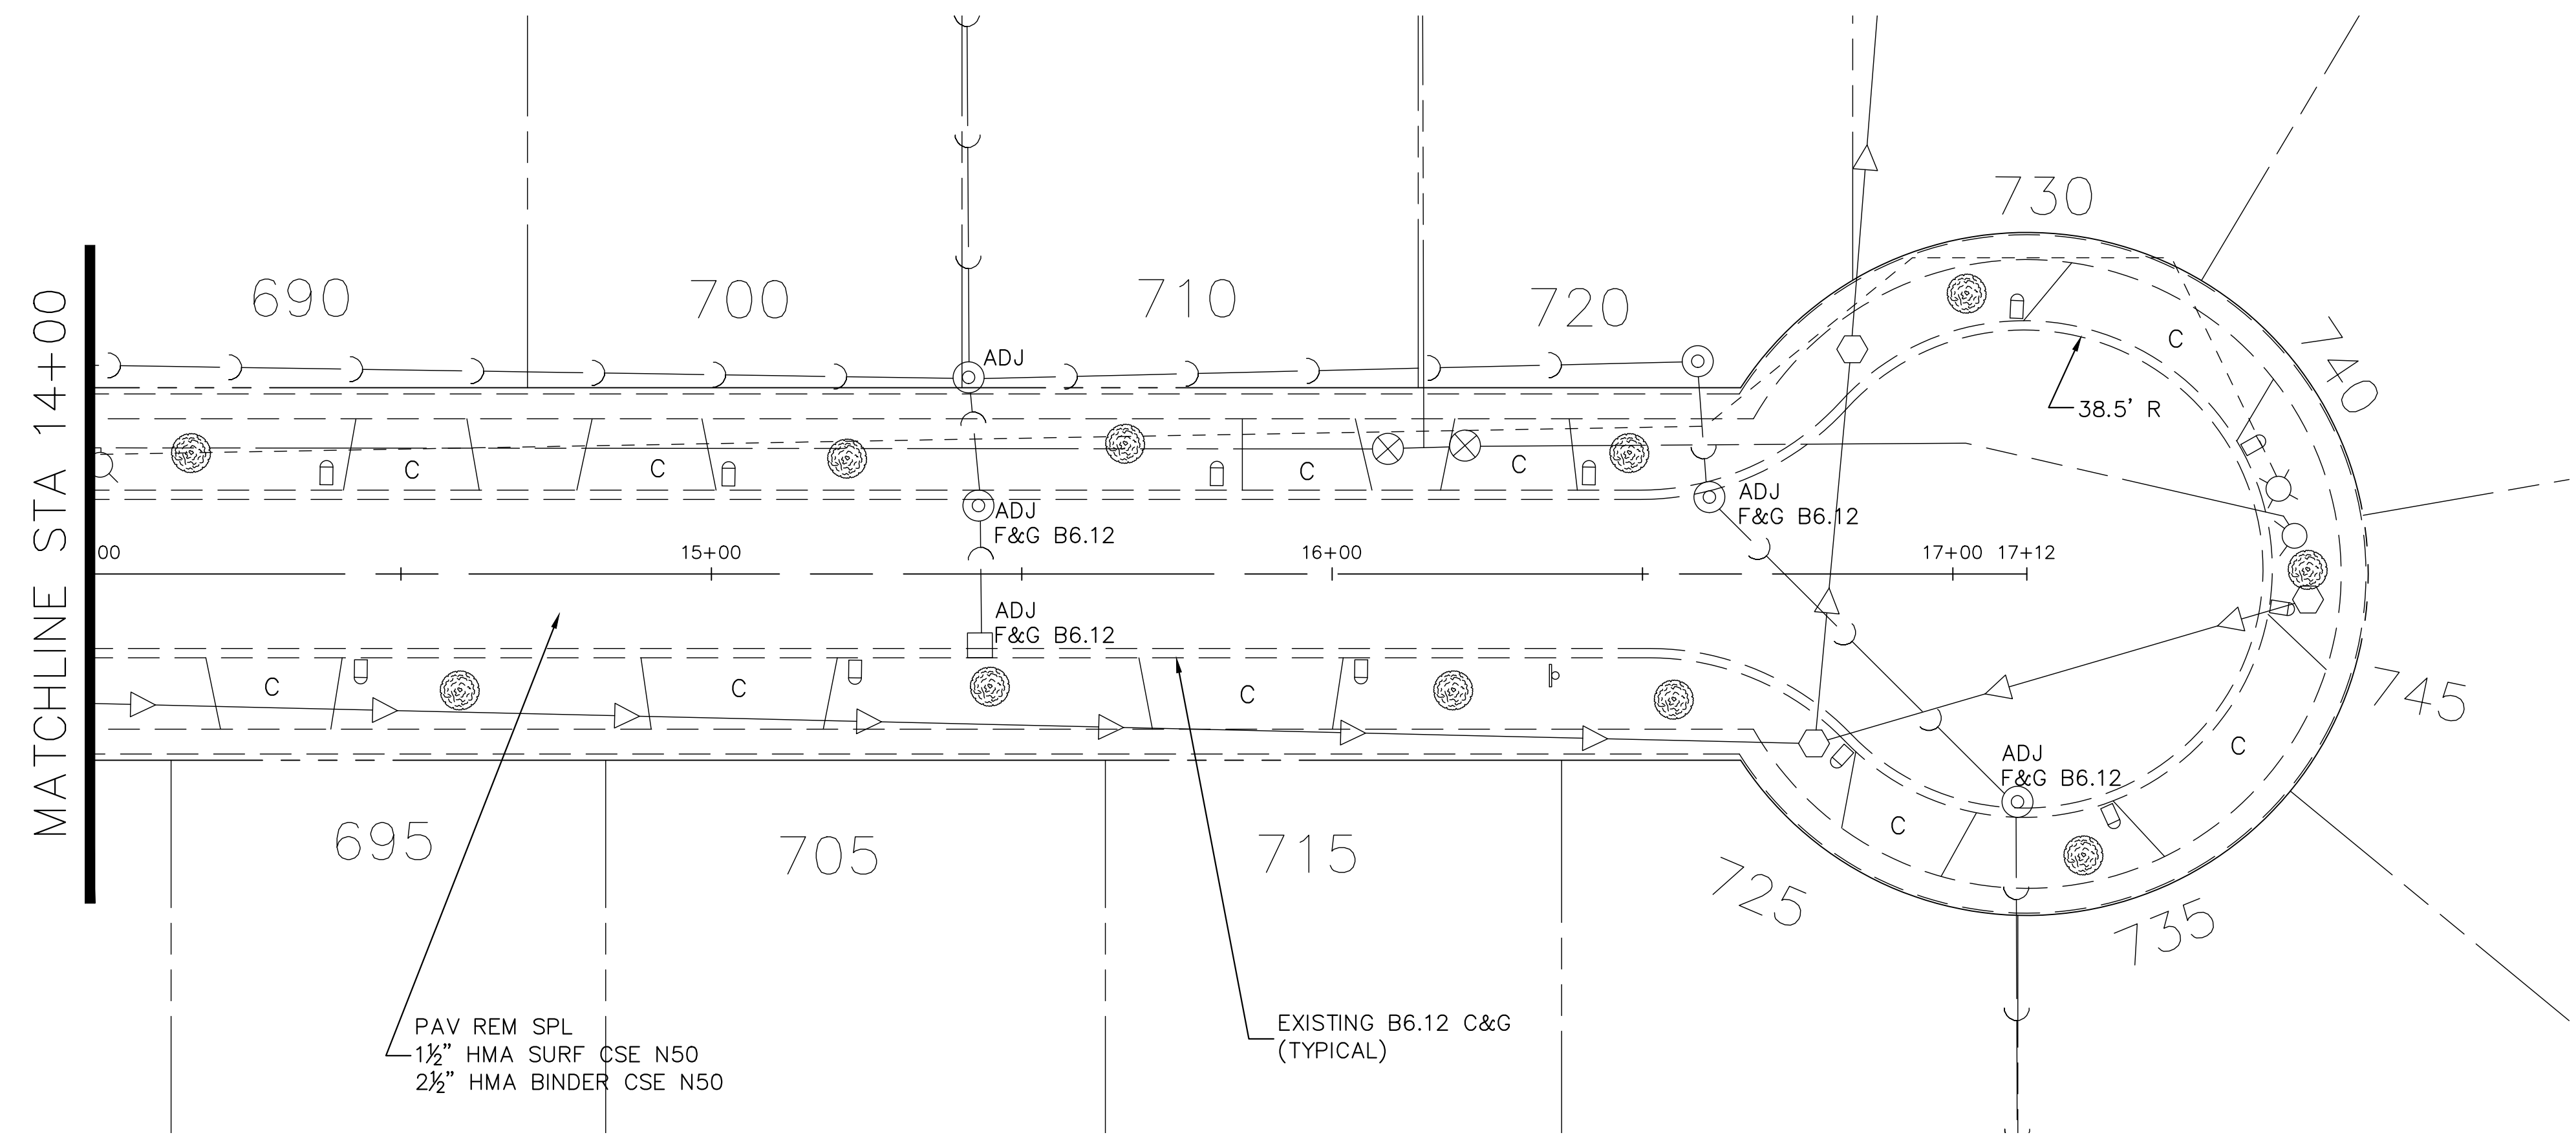 MATCHLINE STA 14+00
690
700
710
720
730
740
745
735
725
715
705
695
ADJ
ADJ
F&G B6.12
ADJ
F&G B6.12
ADJ
F&G B6.12
ADJ
F&G B6.12
C
C
C
C
C
C
C
C
C
C
00
15+00
16+00
17+00
17+12
38.5' R
PAV REM SPL
1½" HMA SURF CSE N50
2½" HMA BINDER CSE N50
EXISTING B6.12 C&G
(TYPICAL)